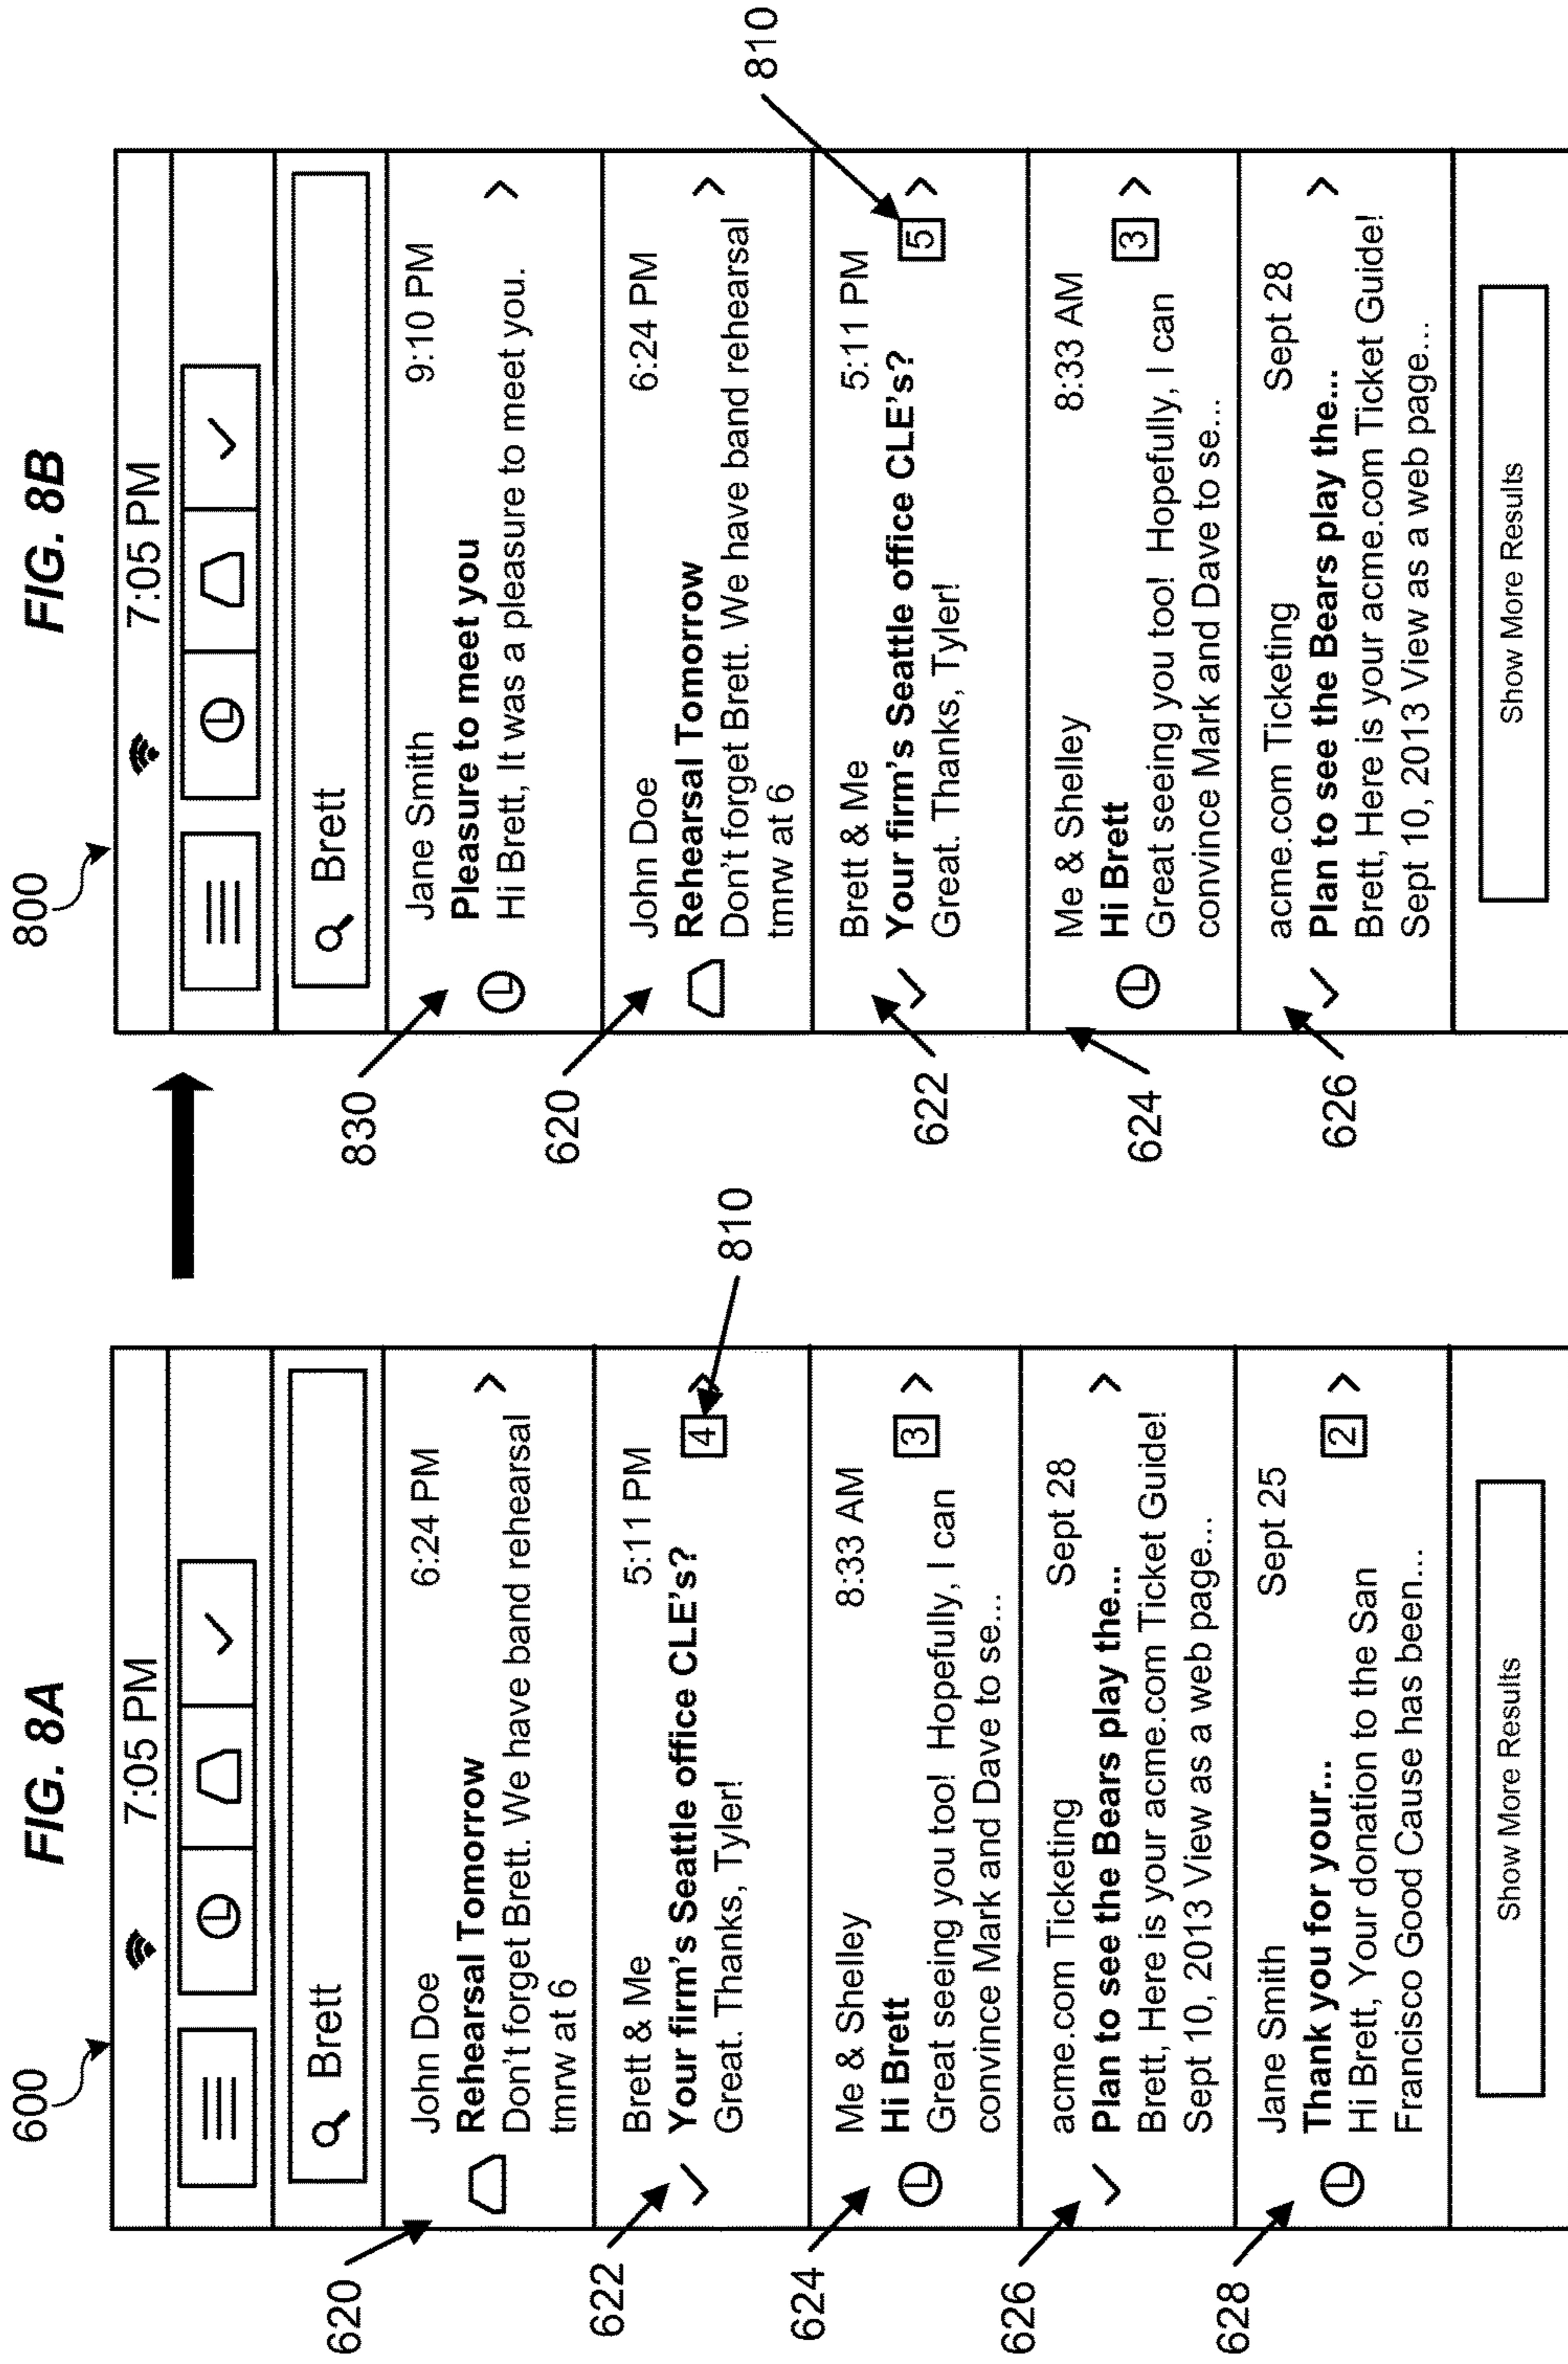 FIG. 8A
600
7:05 PM
Brett
John Doe 6:24 PM
Rehearsal Tomorrow
Don't forget Brett. We have band rehearsal
tmrw at 6
620
Brett & Me 5:11 PM
Your firm's Seattle office CLE's?
4
Great. Thanks, Tyler!
622
810
Me & Shelley 8:33 AM
Hi Brett
3
Great seeing you too! Hopefully, I can
convince Mark and Dave to se...
624
acme.com Ticketing Sept 28
Plan to see the Bears play the...
Brett, Here is your acme.com Ticket Guide!
Sept 10, 2013 View as a web page...
626
Jane Smith Sept 25
Thank you for your...
2
Hi Brett, Your donation to the San
Francisco Good Cause has been...
628
Show More Results
FIG. 8B
800
7:05 PM
Brett
Jane Smith 9:10 PM
Pleasure to meet you
Hi Brett, It was a pleasure to meet you.
830
John Doe 6:24 PM
Rehearsal Tomorrow
Don't forget Brett. We have band rehearsal
tmrw at 6
620
Brett & Me 5:11 PM
Your firm's Seattle office CLE's?
5
Great. Thanks, Tyler!
622
810
Me & Shelley 8:33 AM
Hi Brett
3
Great seeing you too! Hopefully, I can
convince Mark and Dave to se...
624
acme.com Ticketing Sept 28
Plan to see the Bears play the...
Brett, Here is your acme.com Ticket Guide!
Sept 10, 2013 View as a web page...
626
Show More Results